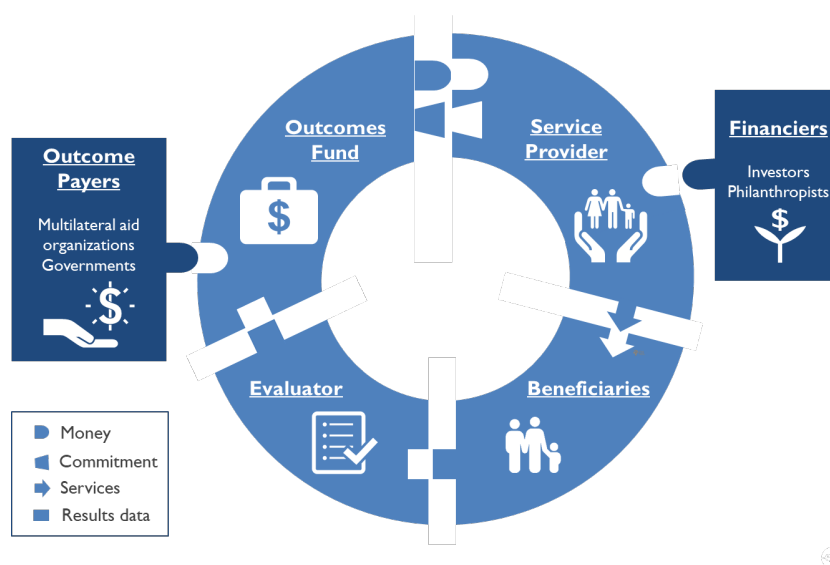 Outcome
Payers
Multilateral aid
organizations
Governments
$
Outcomes
Fund
$
Service
Provider
Financiers
Investors
Philanthropists
$
Evaluator
Beneficiaries
Money
Commitment
Services
Results data